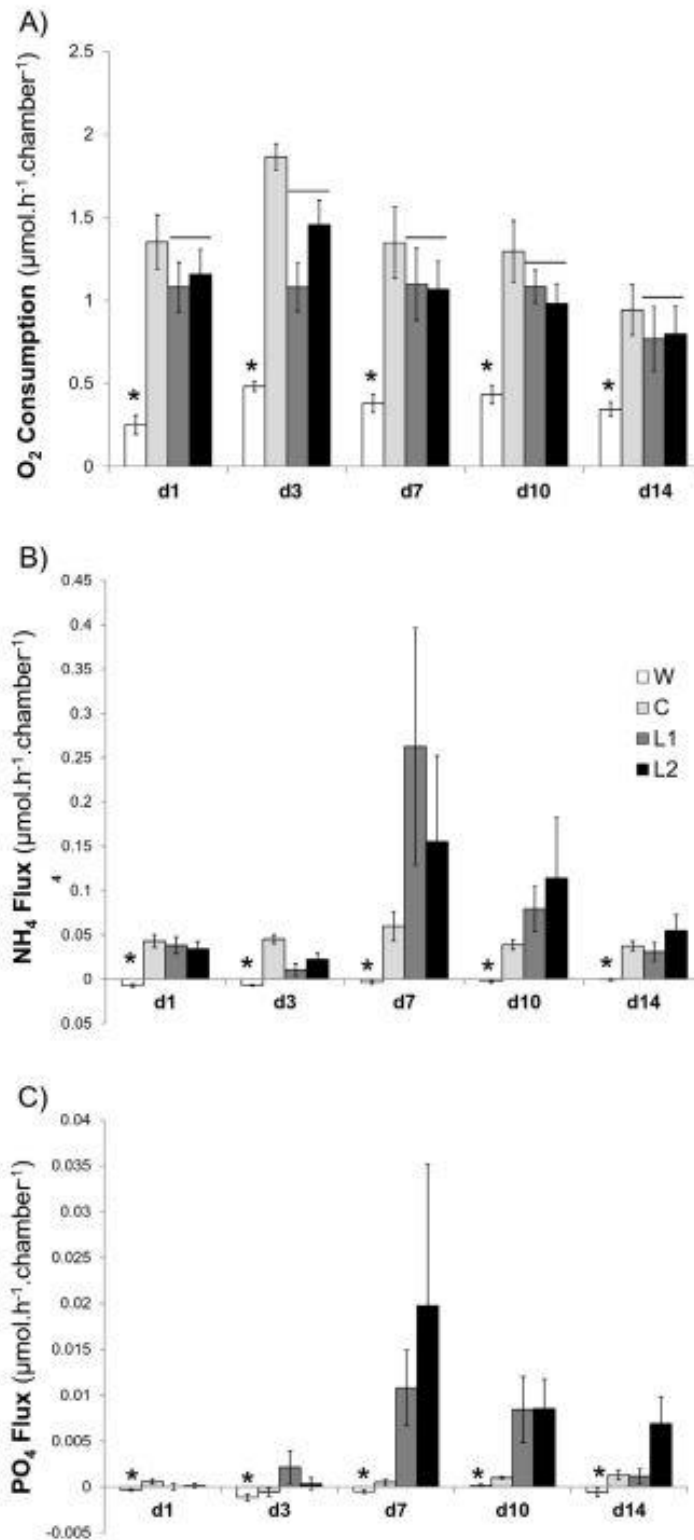 A)
O₂ Consumption (µmol.h⁻¹.chamber⁻¹)
2.5
2
1.5
1
0.5
0
*
*
*
*
*
d1 d3 d7 d10 d14
B)
NH₄ Flux (µmol.h⁻¹.chamber⁻¹)
4
0.45
0.4
0.35
0.3
0.25
0.2
0.15
0.1
0.05
0
0.05
W
C
L1
L2
* * * * *
d1 d3 d7 d10 d14
C)
PO₄ Flux (µmol.h⁻¹.chamber⁻¹)
0.04
0.035
0.03
0.025
0.02
0.015
0.01
0.005
0
-0.005
* * * * *
d1 d3 d7 d10 d14